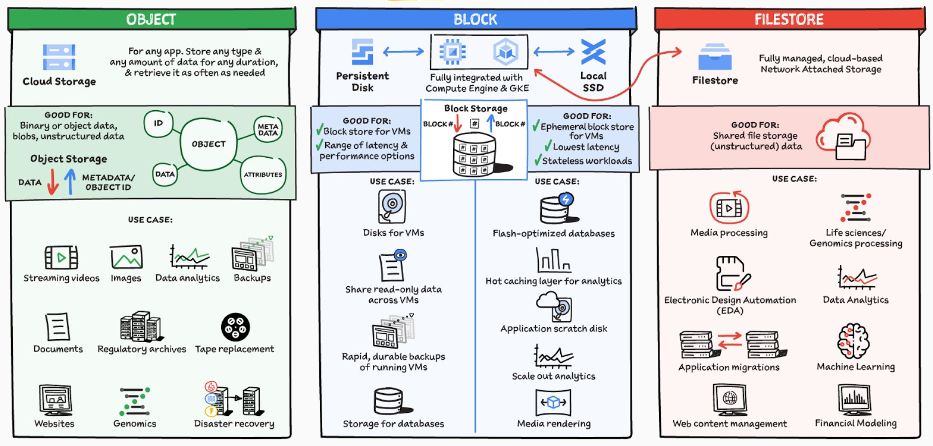 OBJECT
Cloud Storage
For any app. Store any type &
any amount of data for any duration,
& retrieve it as often as needed
GOOD FOR:
Binary or object data,
blobs, unstructured data
Object Storage
DATA
METADATA/
OBJECT ID
ID
META
DATA
OBJECT
DATA
ATTRIBUTES
USE CASE:
Streaming videos
Images
Data analytics
Backups
Documents
Regulatory archives
Tape replacement
Websites
Genomics
Disaster recovery
BLOCK
Persistent
Disk
Fully integrated with
Compute Engine & GKE
Local
SSD
GOOD FOR:
Block store for VMs
Range of latency &
performance options
Block Storage
BLOCK#
#
BLOCK#
# # #
# # #
# # #
GOOD FOR:
Ephemeral block store
for VMs
Lowest latency
Stateless workloads
USE CASE:
Disks for VMs
Share read-only data
across VMs
Rapid, durable backups
of running VMs
Storage for databases
USE CASE:
Flash-optimized databases
Hot caching layer for analytics
Application scratch disk
Scale out analytics
Media rendering
FILESTORE
Filestore
Fully managed, cloud-based
Network Attached Storage
GOOD FOR:
Shared file storage
(unstructured) data
USE CASE:
Media processing
Life sciences/
Genomics processing
Electronic Design Automation
(EDA)
Data Analytics
Application migrations
Machine Learning
Web content management
Financial Modeling